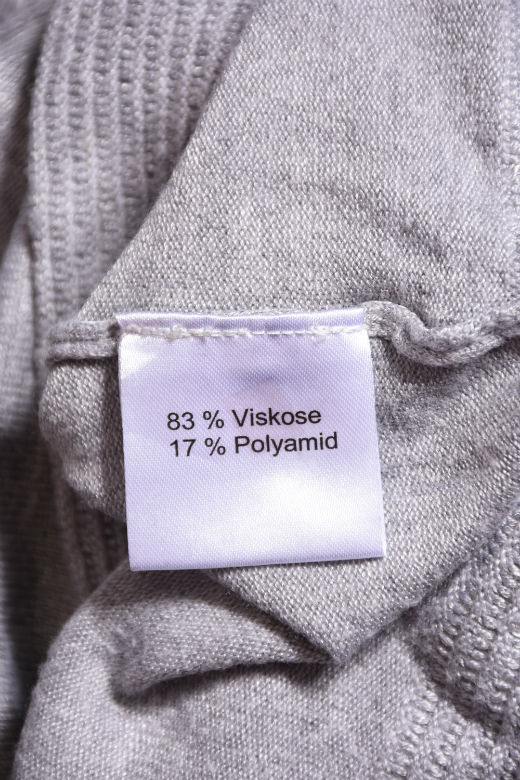 83 % Viskose
17 % Polyamid